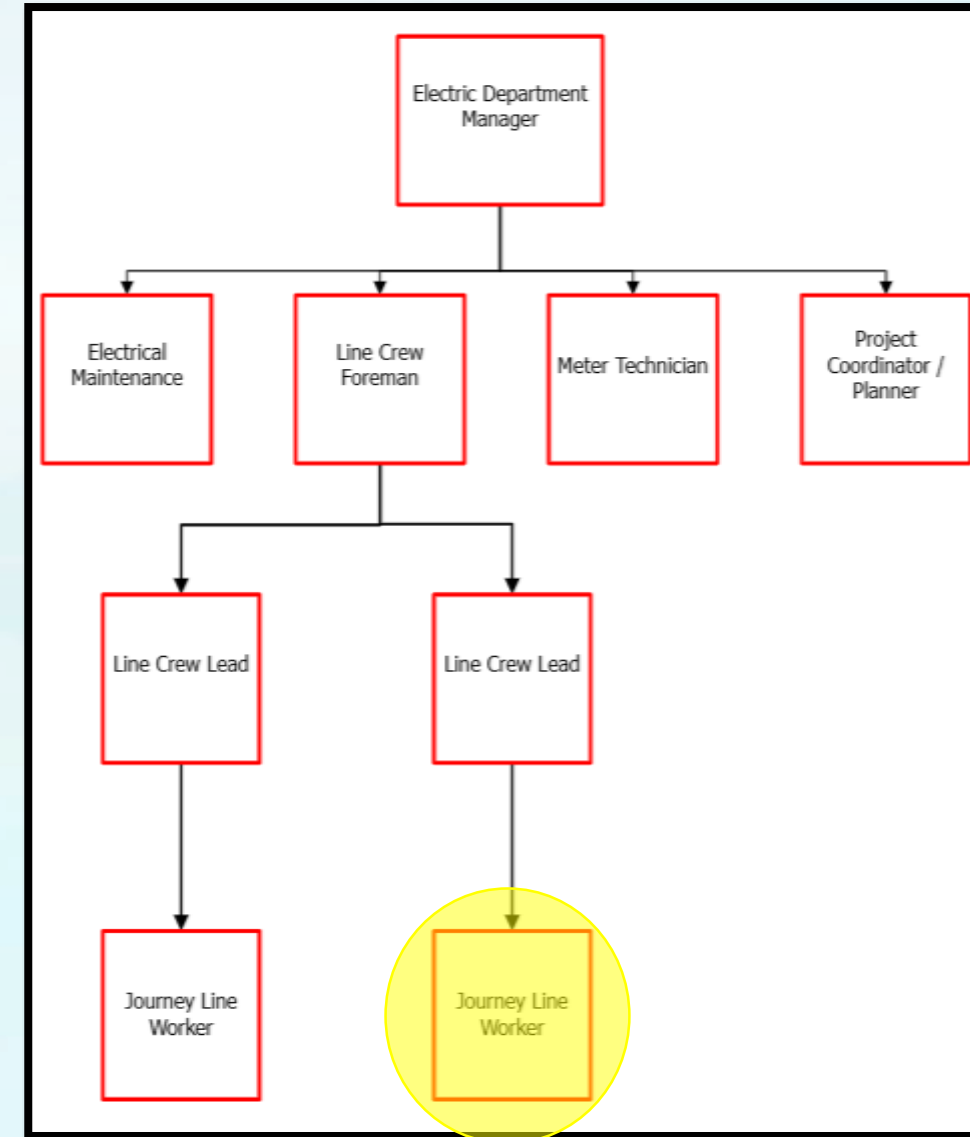 Electric Department
Manager
Electrical
Maintenance
Line Crew
Foreman
Meter Technician
Project
Coordinator /
Planner
Line Crew Lead
Line Crew Lead
Journey Line
Worker
Journey Line
Worker